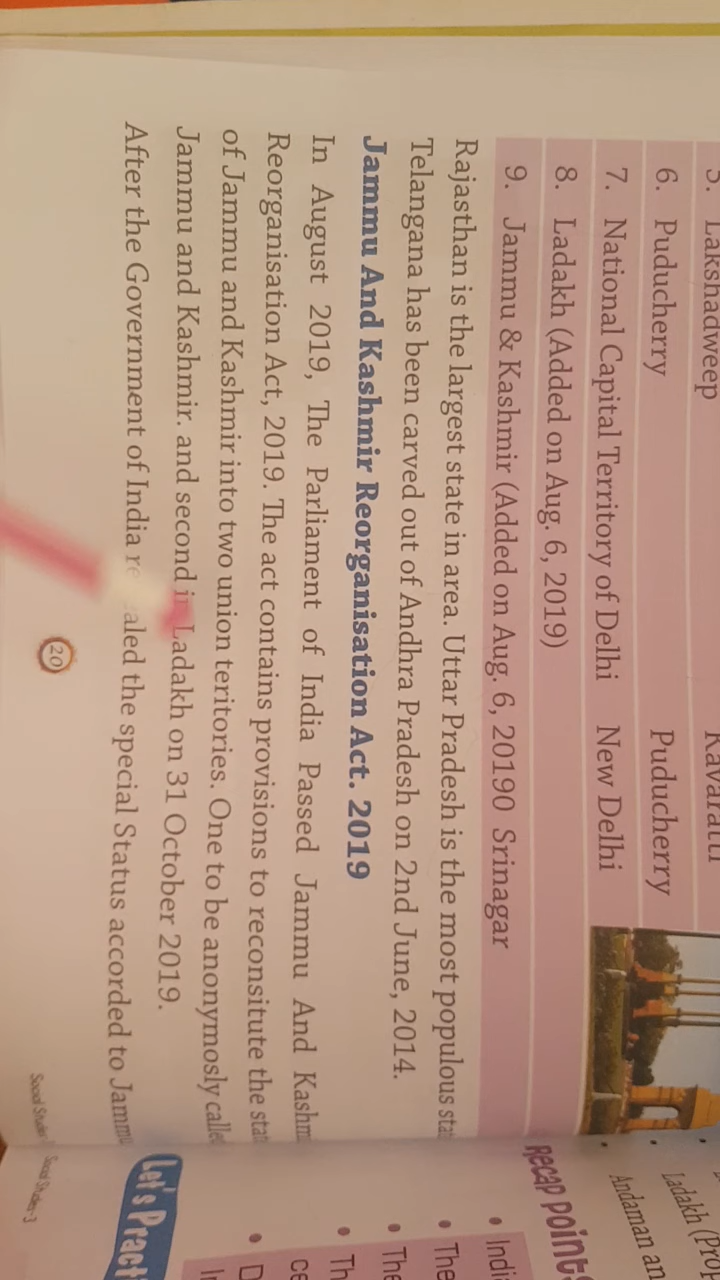 5. Lakshadweep Kavaratti
6. Puducherry Puducherry
7. National Capital Territory of Delhi New Delhi
8. Ladakh (Added on Aug. 6, 2019)
9. Jammu & Kashmir (Added on Aug. 6, 20190 Srinagar
Rajasthan is the largest state in area. Uttar Pradesh is the most populous
Telangana has been carved out of Andhra Pradesh on 2nd June, 2014.
Jammu And Kashmir Reorganisation Act. 2019
In August 2019, The Parliament of India Passed Jammu And Kashm
Reorganisation Act, 2019. The act contains provisions to reconsitute the
of Jammu and Kashmir into two union teritories. One to be anonymosly called
Jammu and Kashmir. and second Ladakh on 31 October 2019.
After the Government of India the special Status accorded to Jammu
20
Social Studies-3
Ladakh
Andaman
Recap point
The
The
Let's Pract